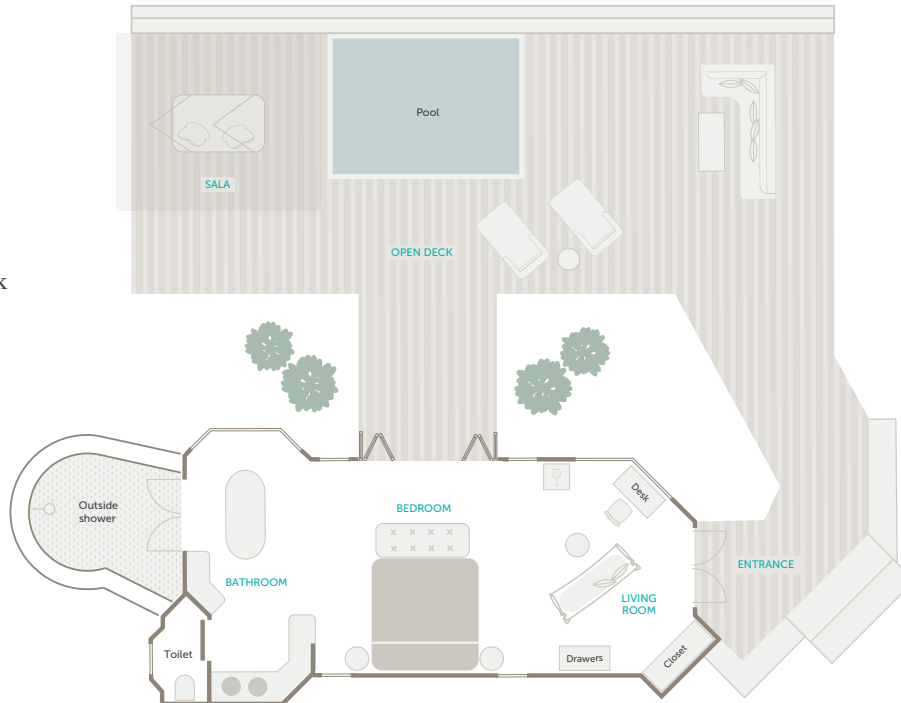 Pool
SALA
OPEN DECK
k
Outside
shower
BEDROOM
Desk
BATHROOM
ENTRANCE
LIVING
ROOM
Toilet
Drawers
Closet